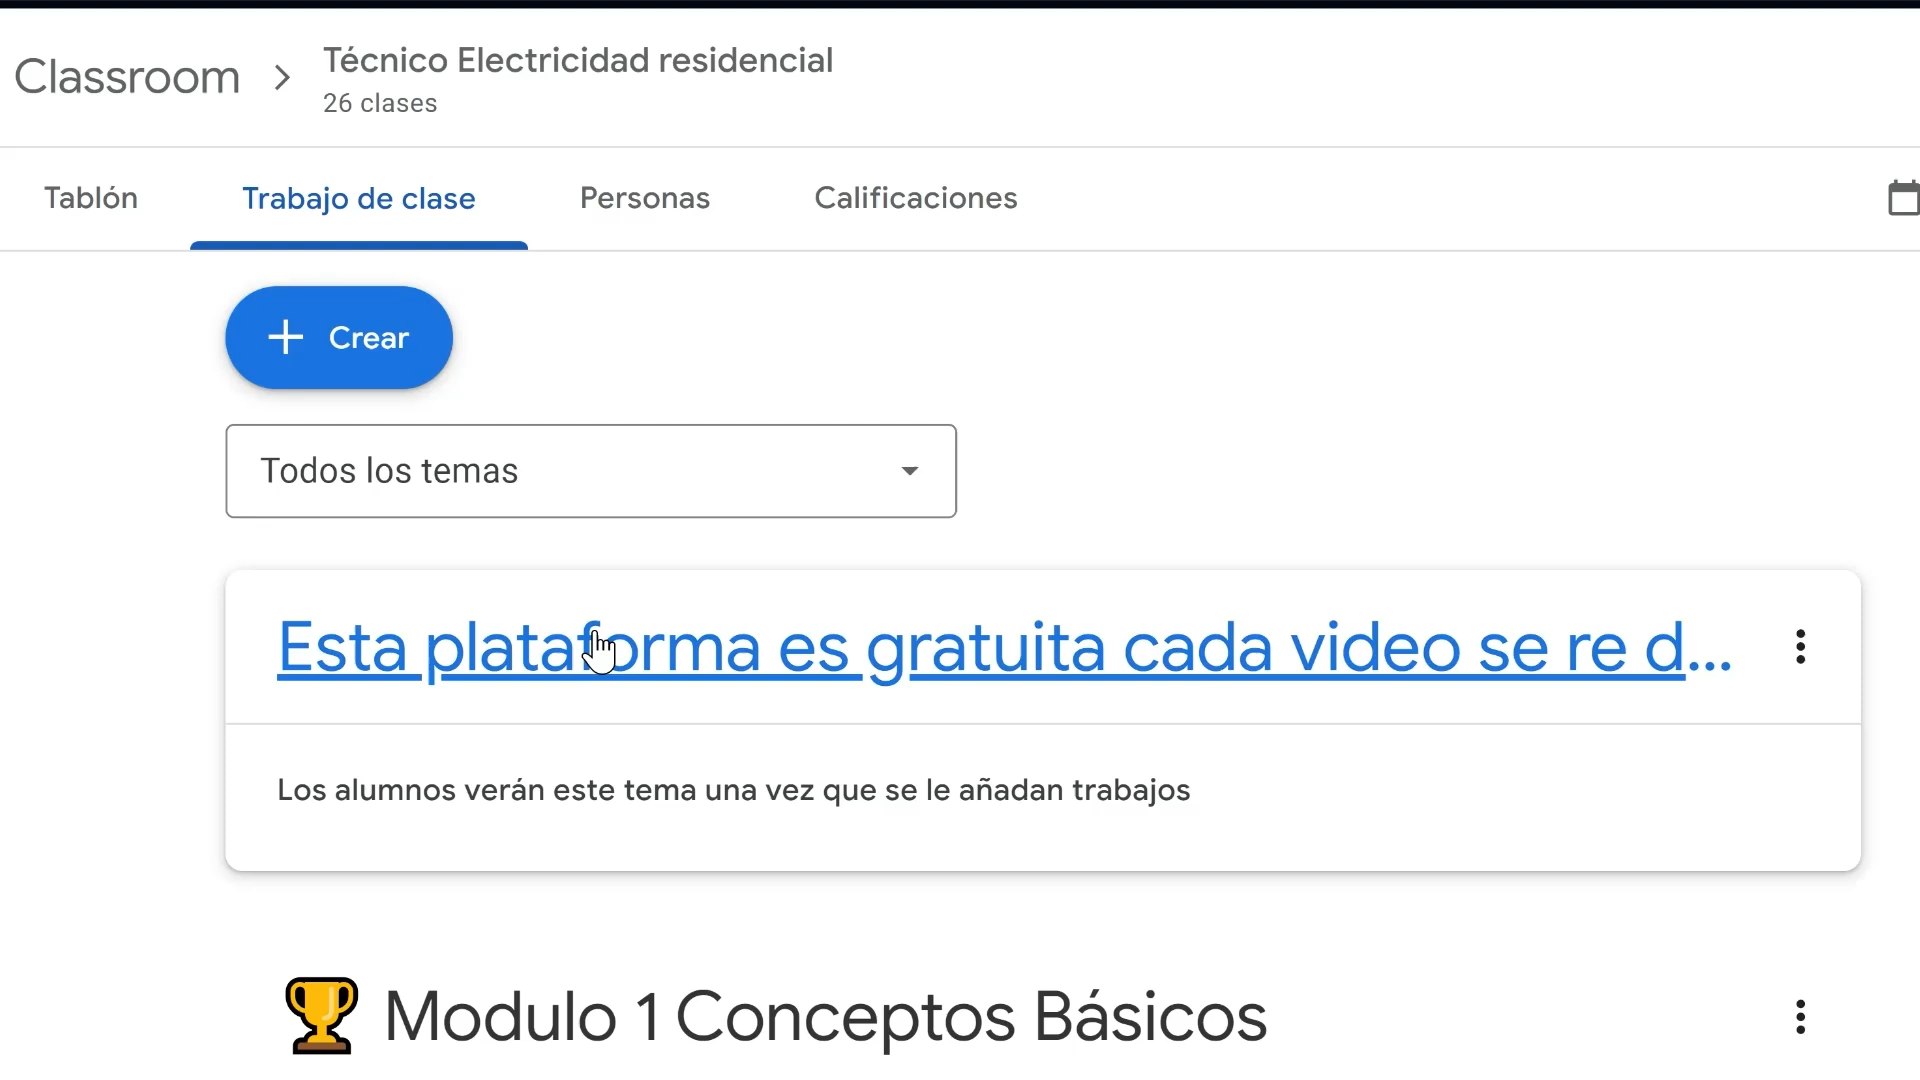 Classroom
Técnico Electricidad residencial
26 clases
Tablón
Trabajo de clase
Personas
Calificaciones
Crear
Todos los temas
Esta plataforma es gratuita cada video se re d...
Los alumnos verán este tema una vez que se le añadan trabajos
Modulo 1 Conceptos Básicos